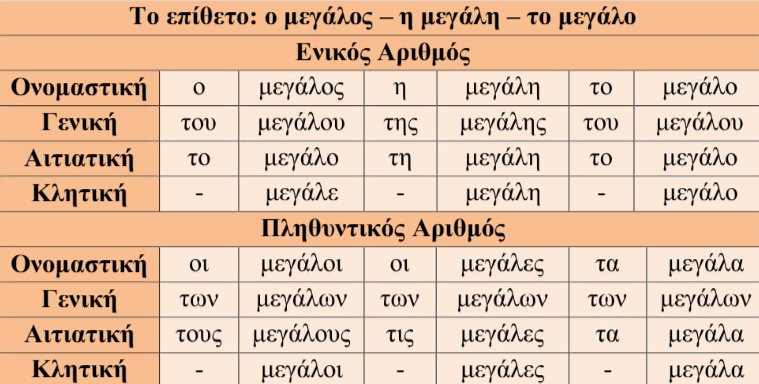 Το επίθετο: ο μεγάλος – η μεγάλη – το μεγάλο
Ενικός Αριθμός
Ονομαστική ο μεγάλος η μεγάλη το μεγάλο
Γενική του μεγάλου της μεγάλης του μεγάλου
Αιτιατική το μεγάλο τη μεγάλη το μεγάλο
Κλητική - μεγάλε - μεγάλη - μεγάλο
Πληθυντικός Αριθμός
Ονομαστική οι μεγάλοι οι μεγάλες τα μεγάλα
Γενική των μεγάλων των μεγάλων των μεγάλων
Αιτιατική τους μεγάλους τις μεγάλες τα μεγάλα
Κλητική - μεγάλοι - μεγάλες - μεγάλα